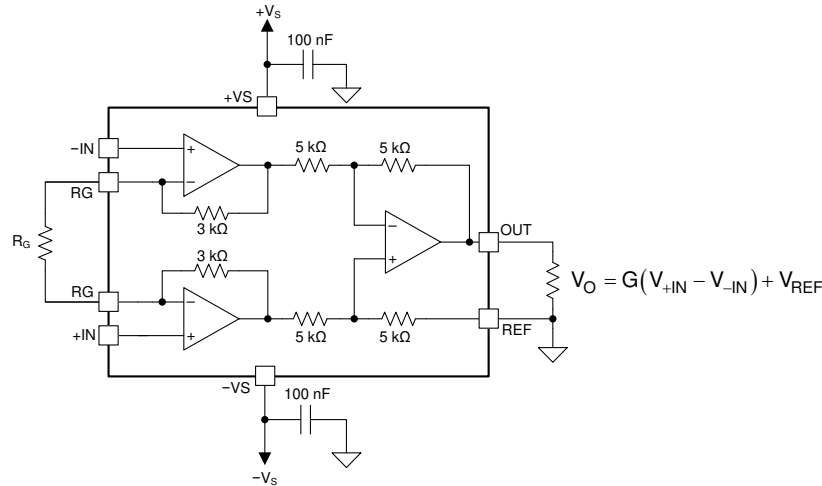 +VS
100 nF
+VS
−IN
5 kΩ
5 kΩ
RG
3 kΩ
RG
3 kΩ
OUT
VO = G(V+IN − V−IN) + VREF
RG
+IN
5 kΩ
5 kΩ
REF
−VS
100 nF
−VS